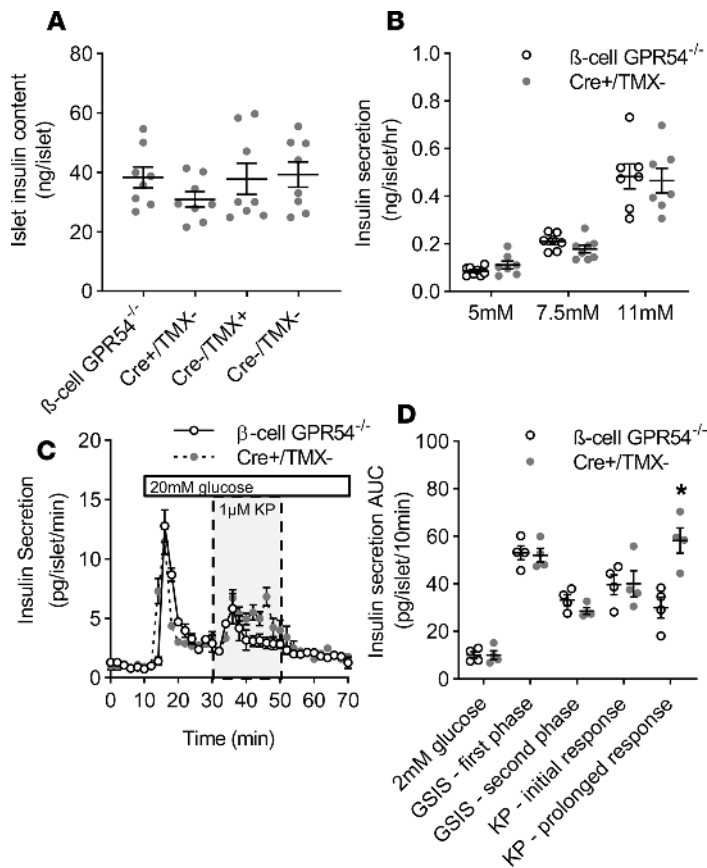 A
Islet insulin content
(ng/islet)
80
60
40
20
0
ß-cell GPR54-/-
Cre+/TMX-
Cre-/TMX+
Cre-/TMX-
B
ß-cell GPR54-/-
Cre+/TMX-
Insulin secretion
(ng/islet/hr)
1.0
0.8
0.6
0.4
0.2
0.0
5mM
7.5mM
11mM
C
β-cell GPR54-/-
Cre+/TMX-
20mM glucose
1µM KP
Insulin Secretion
(pg/islet/min)
20
15
10
5
0
0
10
20
30
40
50
60
70
Time (min)
D
ß-cell GPR54-/-
Cre+/TMX-
*
Insulin secretion AUC
(pg/islet/10min)
100
80
60
40
20
0
2mM glucose
GSIS - first phase
GSIS - second phase
KP - initial response
KP - prolonged response